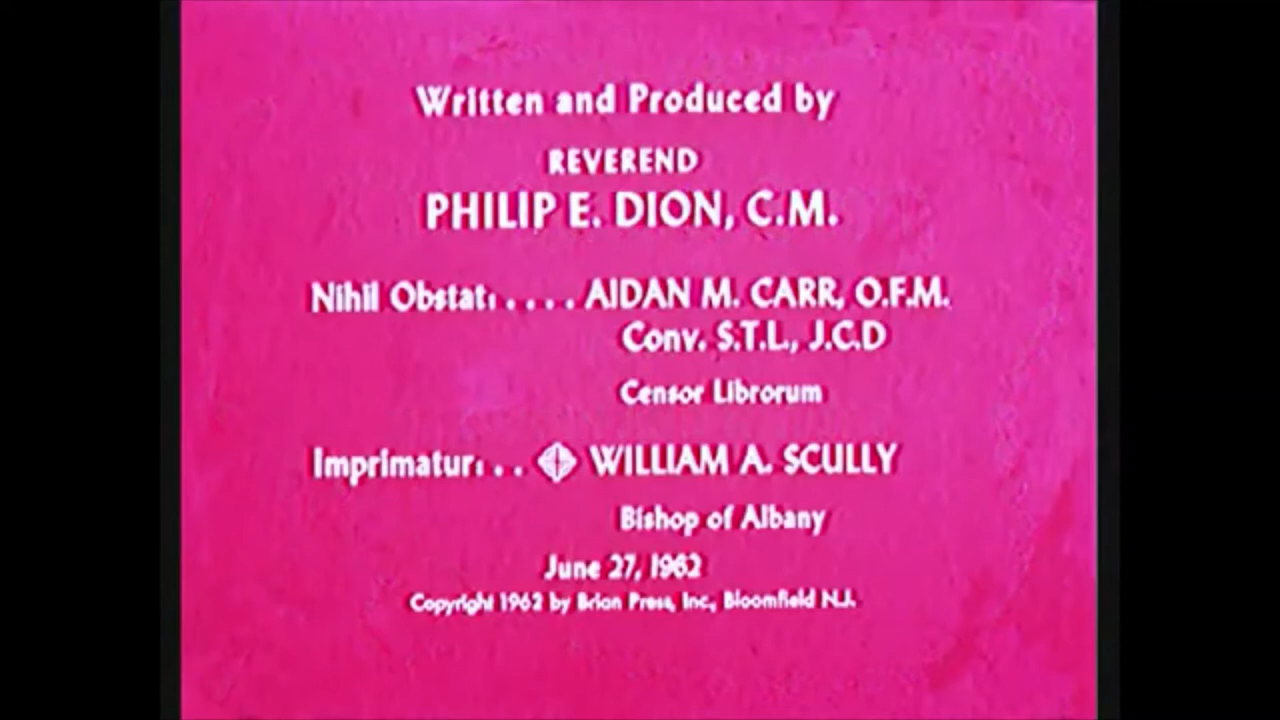 Written and Produced by
REVEREND
PHILIP E. DION, C.M.
Nihil Obstat: . . . . AIDAN M. CARR, O.F.M.
Conv. S.T.L., J.C.D
Censor Librorum
Imprimatur: . . WILLIAM A. SCULLY
Bishop of Albany
June 27, 1962
Copyright 1962 by Brian Press, Inc., Bloomfield N.J.